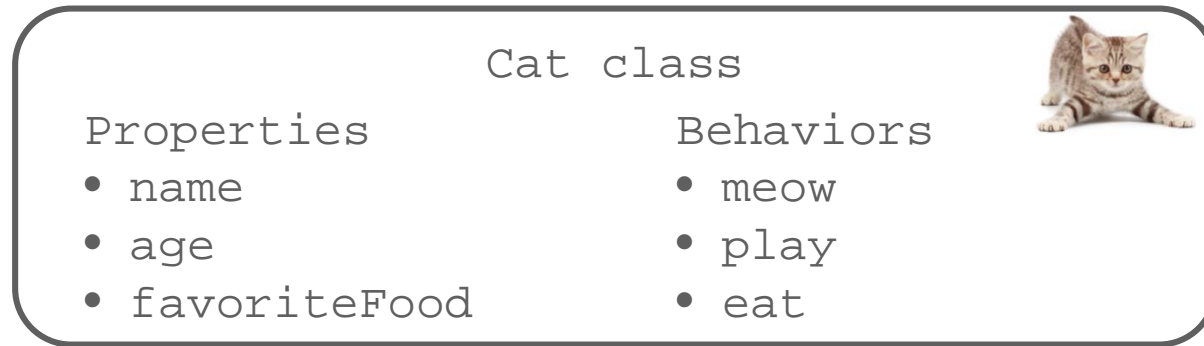 Cat class
Properties
• name
• age
• favoriteFood
Behaviors
• meow
• play
• eat